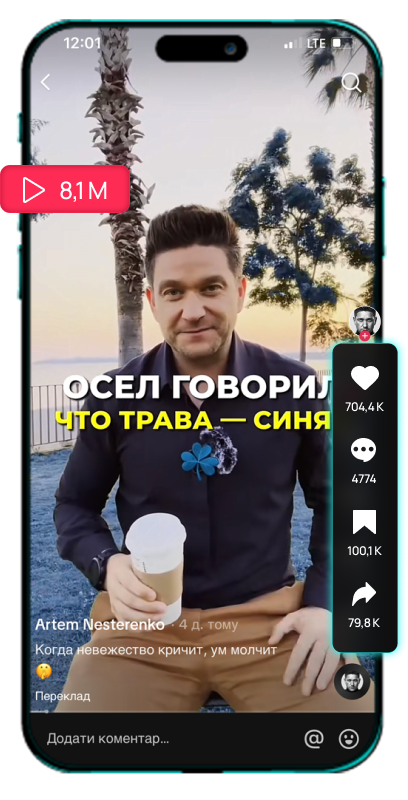 12:01
LTE
8,1 M
ОСЕЛ ГОВОРИЛ
ЧТО ТРАВА — СИНЯ
704,4 K
4774
100,1 K
79,8 K
Artem Nesterenko · 4 д. тому
Когда невежество кричит, ум молчит
Переклад
Додати коментар...
@